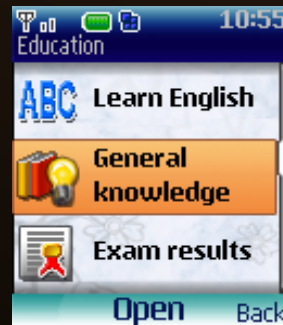 10:55
Education
ABC Learn English
General
knowledge
Exam results
Open Back